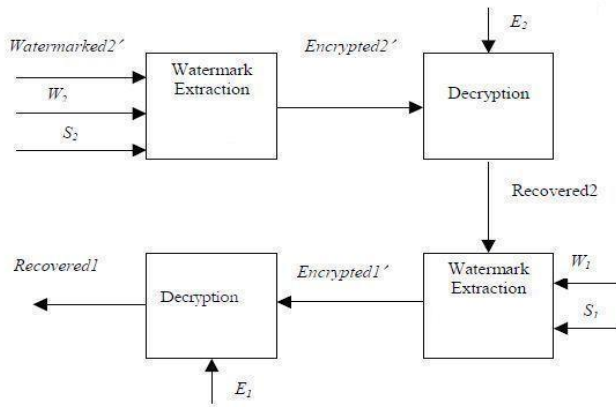 E2
Watermarked2′
Encrypted2′
Watermark
Extraction
W2
Decryption
S2
Recovered2
Recovered1
Encrypted1′
Watermark
Extraction
W1
Decryption
S1
E1